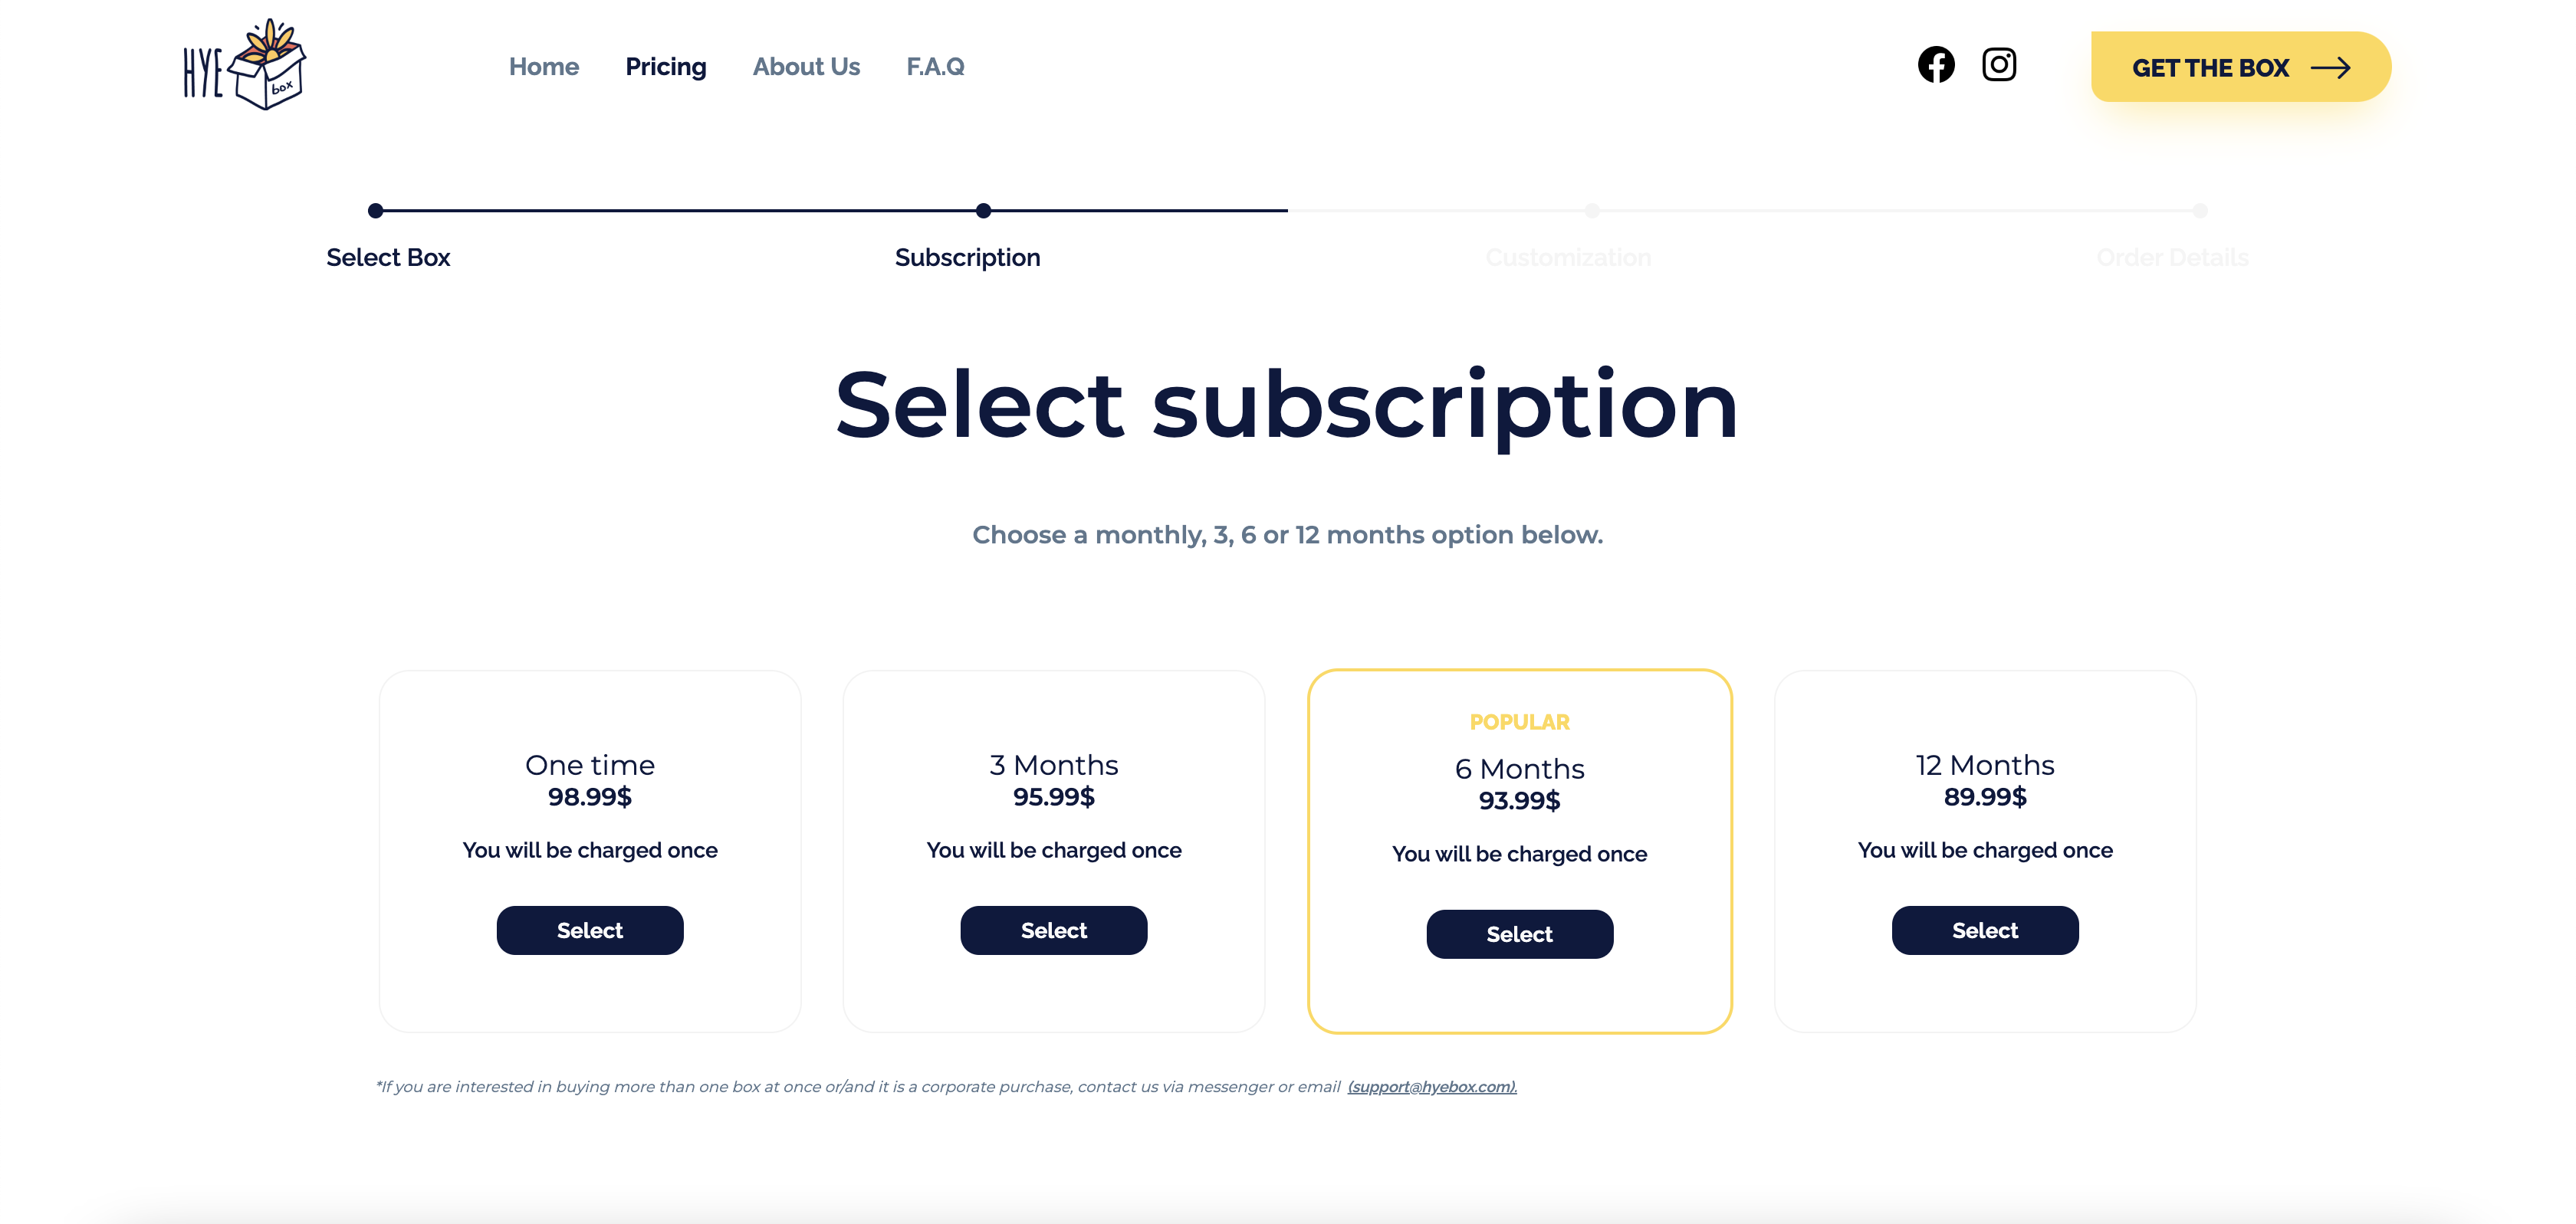 HYE box
Home Pricing About Us F.A.Q
GET THE BOX
Select Box Subscription Customization Order Details
Select subscription
Choose a monthly, 3, 6 or 12 months option below.
One time
98.99$
You will be charged once
Select
3 Months
95.99$
You will be charged once
Select
POPULAR
6 Months
93.99$
You will be charged once
Select
12 Months
89.99$
You will be charged once
Select
*If you are interested in buying more than one box at once or/and it is a corporate purchase, contact us via messenger or email (support@hyebox.com).